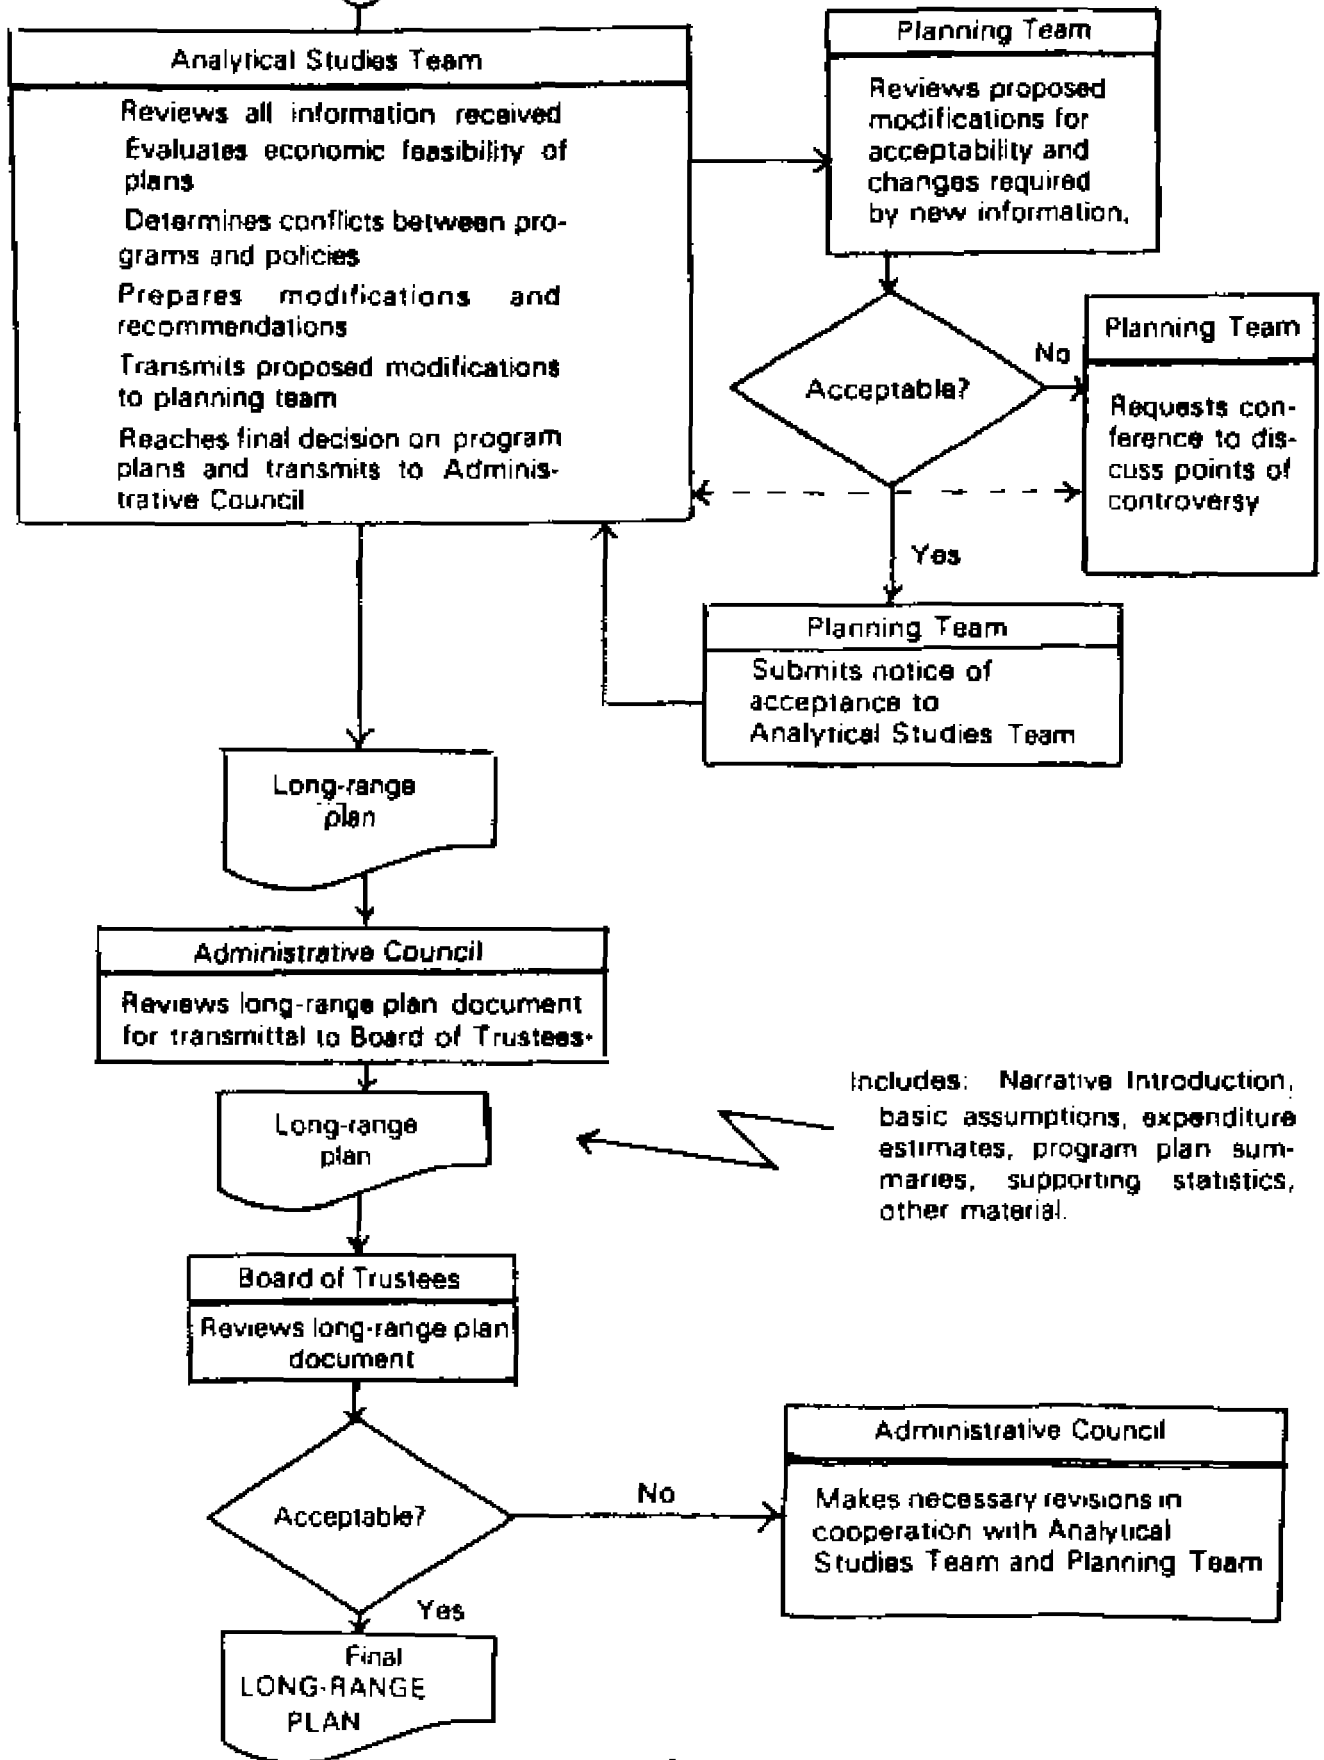 Analytical Studies Team
Reviews all information received
Evaluates economic feasibility of
plans
Determines conflicts between pro-
grams and policies
Prepares modifications and
recommendations
Transmits proposed modifications
to planning team
Reaches final decision on program
plans and transmits to Adminis-
trative Council
Planning Team
Reviews proposed
modifications for
acceptability and
changes required
by new information.
Acceptable?
No
Planning Team
Requests con-
ference to dis-
cuss points of
controversy
Yes
Planning Team
Submits notice of
acceptance to
Analytical Studies Team
Long-range
plan
Administrative Council
Reviews long-range plan document
for transmittal to Board of Trustees.
Long-range
plan
Includes: Narrative Introduction,
basic assumptions, expenditure
estimates, program plan sum-
maries, supporting statistics,
other material.
Board of Trustees
Reviews long-range plan
document
Acceptable?
No
Administrative Council
Makes necessary revisions in
cooperation with Analytical
Studies Team and Planning Team
Yes
Final
LONG-RANGE
PLAN